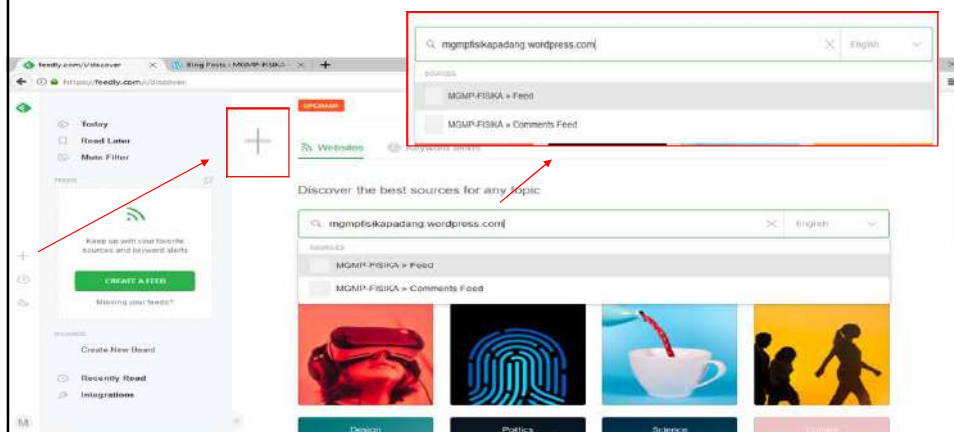 mgmpfisikapadang.wordpress.com English
SOURCES
MGMP-FISIKA » Feed
MGMP-FISIKA » Comments Feed
feedly.com/i/discover Blog Posts - MGMP-FISIKA
https://feedly.com/i/discover
UPGRADE
Today
Read Later
Mute Filter
Websites Keyword Alerts
FEEDS
Discover the best sources for any topic
mgmpfisikapadang.wordpress.com English
SOURCES
MGMP-FISIKA » Feed
MGMP-FISIKA » Comments Feed
Keep up with your favorite
sources and keyword alerts
CREATE A FEED
Missing your feeds?
BOARDS
Create New Board
Recently Read
Integrations
M
Design Politics Science